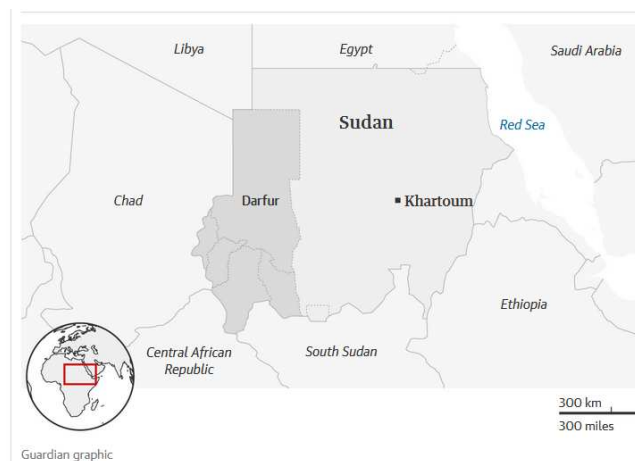 Libya
Egypt
Saudi Arabia
Sudan
Red Sea
Chad
Darfur
Khartoum
Ethiopia
Central African
Republic
South Sudan
300 km
300 miles
Guardian graphic